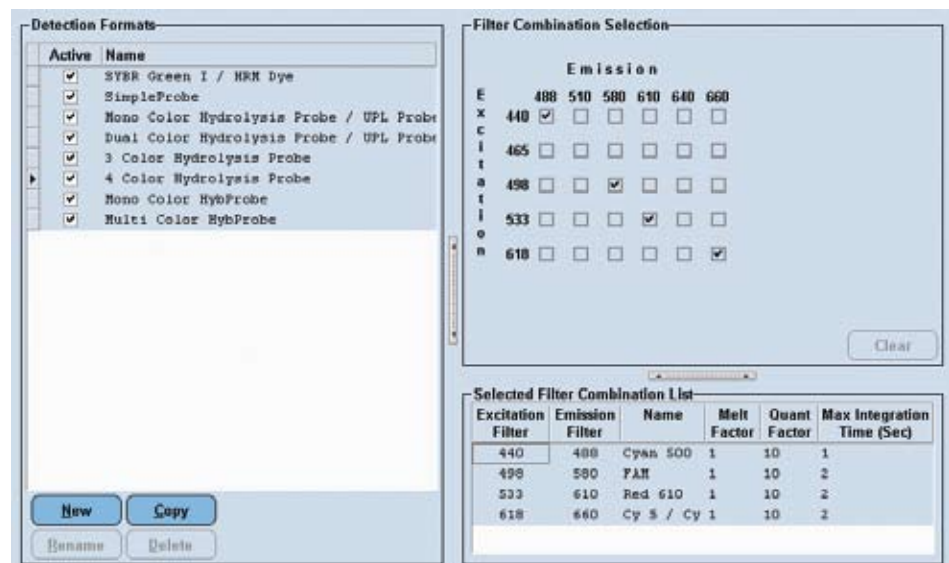 Detection Formats
Active Name
SYBR Green I / HRM Dye
SimpleProbe
Mono Color Hydrolysis Probe / UPL Probe
Dual Color Hydrolysis Probe / UPL Probe
3 Color Hydrolysis Probe
4 Color Hydrolysis Probe
Mono Color HybProbe
Multi Color HybProbe
New Copy
Rename Delete
Filter Combination Selection
Emission
Excitation
488 510 580 610 640 660
440
465
498
533
618
Clear
Selected Filter Combination List
Excitation Filter Emission Filter Name Melt Factor Quant Factor Max Integration Time (Sec)
440 488 Cyan 500 1 10 1
498 580 FAM 1 10 2
533 610 Red 610 1 10 2
618 660 Cy 5 / Cy 1 10 2